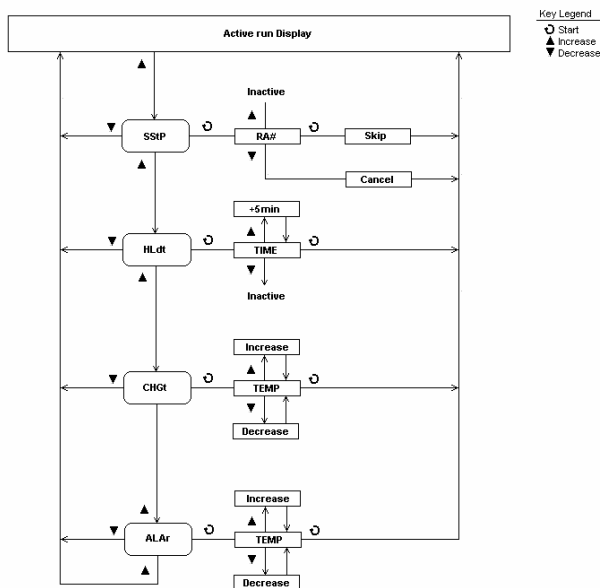 Key Legend
Active run Display
Start
Increase
Decrease
Inactive
SStP
RA#
Skip
Cancel
+5min
HLdt
TIME
Inactive
Increase
CHGt
TEMP
Decrease
Increase
ALAr
TEMP
Decrease